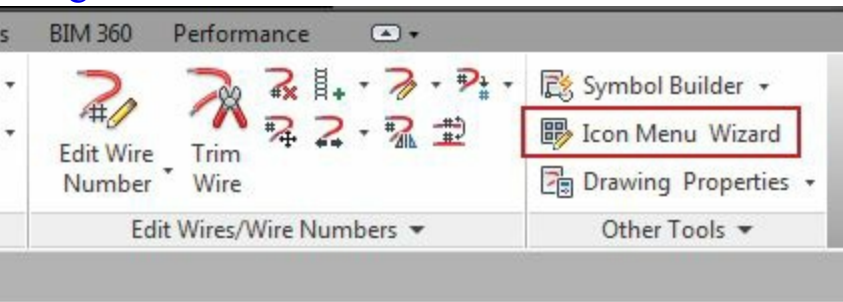 s BIM 360 Performance
Symbol Builder
Edit Wire
Number
Trim
Wire
Icon Menu Wizard
Drawing Properties
Edit Wires/Wire Numbers
Other Tools